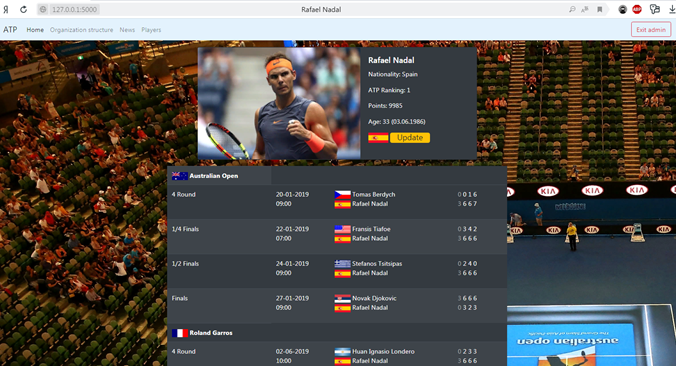 127.0.0.1:5000
Rafael Nadal
ATP Home Organization structure News Players
Exit admin
Rafael Nadal
Nationality: Spain
ATP Ranking: 1
Points: 9985
Age: 33 (03.06.1986)
Update
Australian Open
4 Round 20-01-2019 Tomas Berdych 0 0 1 6
09:00 Rafael Nadal 3 6 6 7
1/4 Finals 22-01-2019 Fransis Tiafoe 0 3 4 2
07:00 Rafael Nadal 3 6 6 6
1/2 Finals 24-01-2019 Stefanos Tsitsipas 0 2 4 0
09:00 Rafael Nadal 3 6 6 6
Finals 27-01-2019 Novak Djokovic 3 6 6 6
09:00 Rafael Nadal 0 3 2 3
Roland Garros
4 Round 02-06-2019 Huan Ignasio Londero 0 2 3 3
10:00 Rafael Nadal 3 6 6 6
KIA KIA KIA KIA
australian open